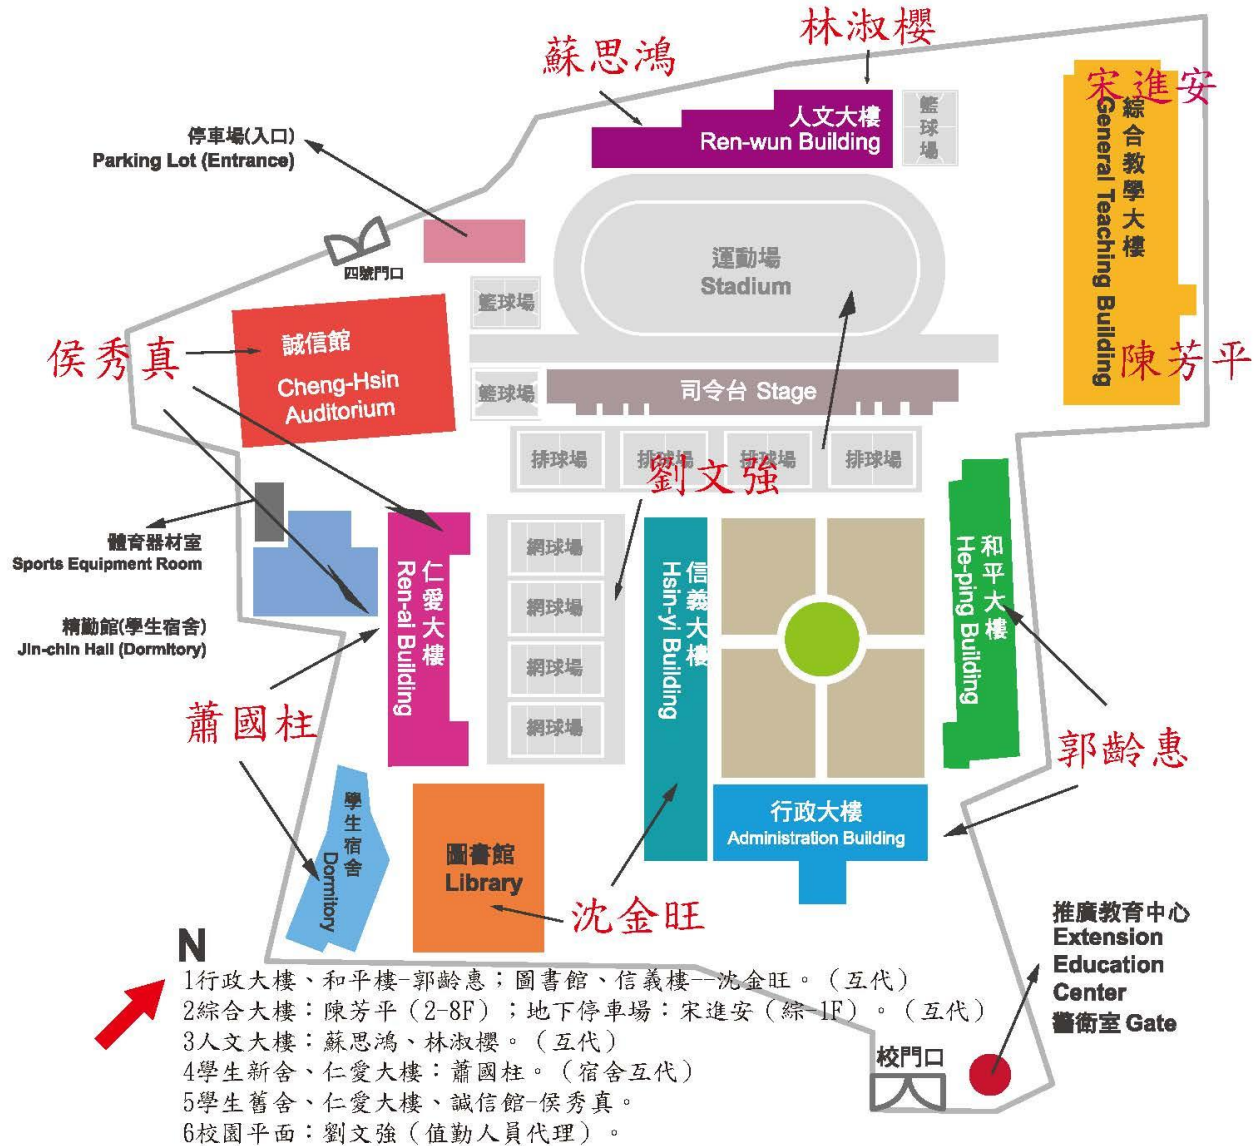 林淑櫻
蘇思鴻
宋進安
人文大樓
Ren-wun Building
籃球場
綜合教學大樓
General Teaching Building
停車場(入口)
Parking Lot (Entrance)
四號門口
運動場
Stadium
籃球場
侯秀真
誠信館
Cheng-Hsin
Auditorium
陳芳平
籃球場
司令台 Stage
排球場
排球場
排球場
排球場
劉文強
體育器材室
Sports Equipment Room
仁愛大樓
Ren-ai Building
網球場
網球場
網球場
網球場
信義大樓
Hsin-yi Building
和平大樓
He-ping Building
精勤館(學生宿舍)
Jin-chin Hall (Dormitory)
蕭國柱
郭齡惠
學生宿舍
Dormitory
圖書館
Library
行政大樓
Administration Building
沈金旺
推廣教育中心
Extension
Education
Center
警衛室 Gate
校門口
N
1行政大樓、和平樓-郭齡惠；圖書館、信義樓--沈金旺。（互代）
2綜合大樓：陳芳平（2-8F）；地下停車場：宋進安（綜-1F）。（互代）
3人文大樓：蘇思鴻、林淑櫻。（互代）
4學生新舍、仁愛大樓：蕭國柱。（宿舍互代）
5學生舊舍、仁愛大樓、誠信館-侯秀真。
6校園平面：劉文強（值勤人員代理）。